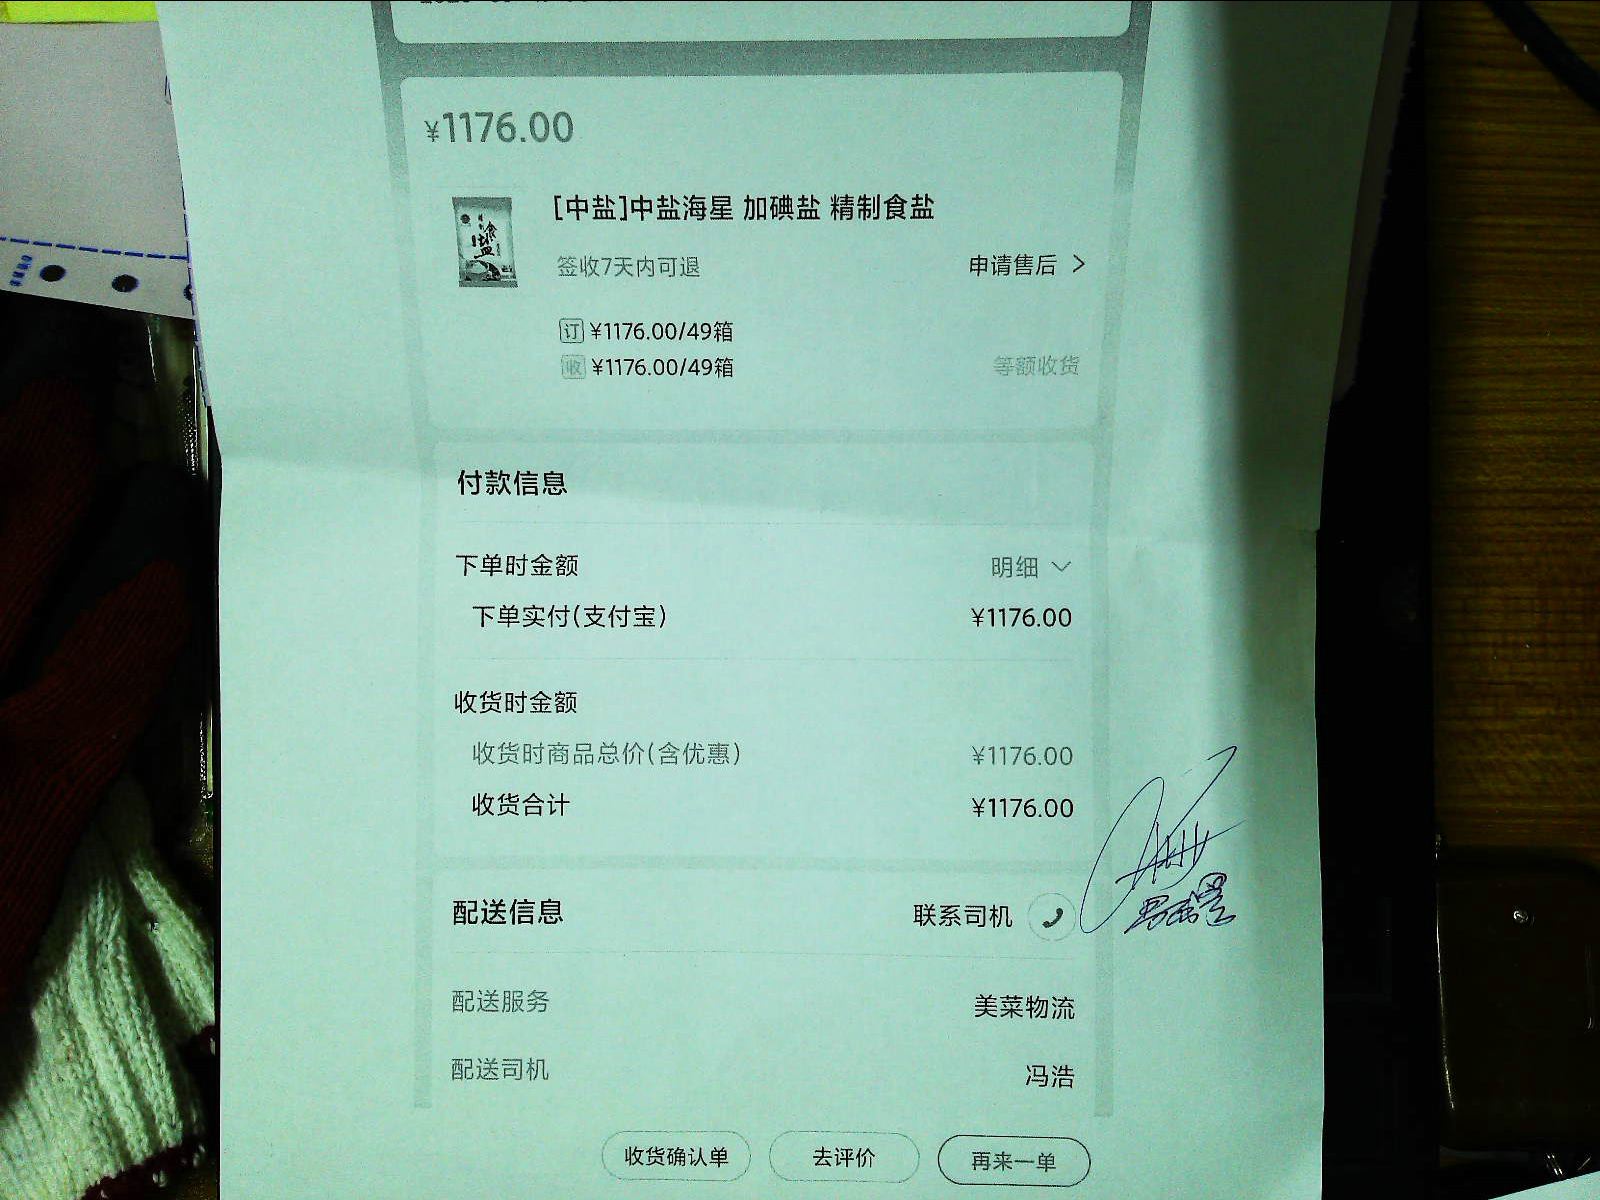 ¥1176.00
[中盐]中盐海星 加碘盐 精制食盐
签收7天内可退
申请售后 >
订 ¥1176.00/49箱
收 ¥1176.00/49箱
等额收货
付款信息
下单时金额
明细
下单实付(支付宝)
¥1176.00
收货时金额
收货时商品总价(含优惠)
¥1176.00
收货合计
¥1176.00
配送信息
联系司机
配送服务
美菜物流
配送司机
冯浩
收货确认单
去评价
再来一单